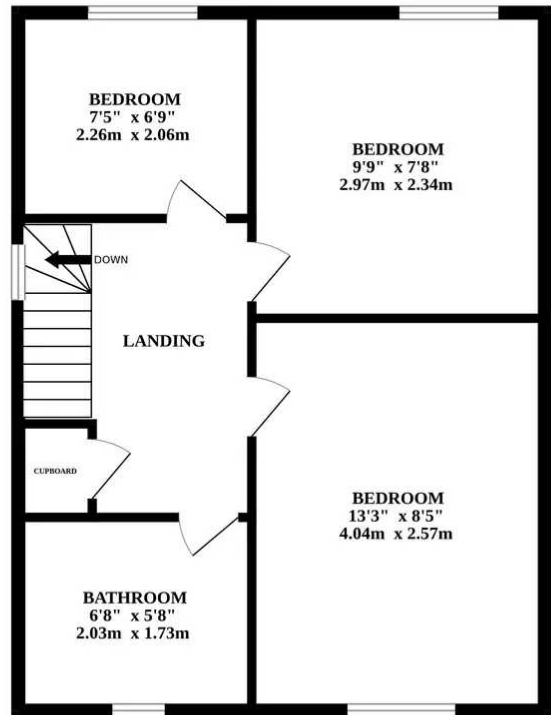 BEDROOM
7'5" x 6'9"
2.26m x 2.06m
BEDROOM
9'9" x 7'8"
2.97m x 2.34m
DOWN
LANDING
CUPBOARD
BEDROOM
13'3" x 8'5"
4.04m x 2.57m
BATHROOM
6'8" x 5'8"
2.03m x 1.73m